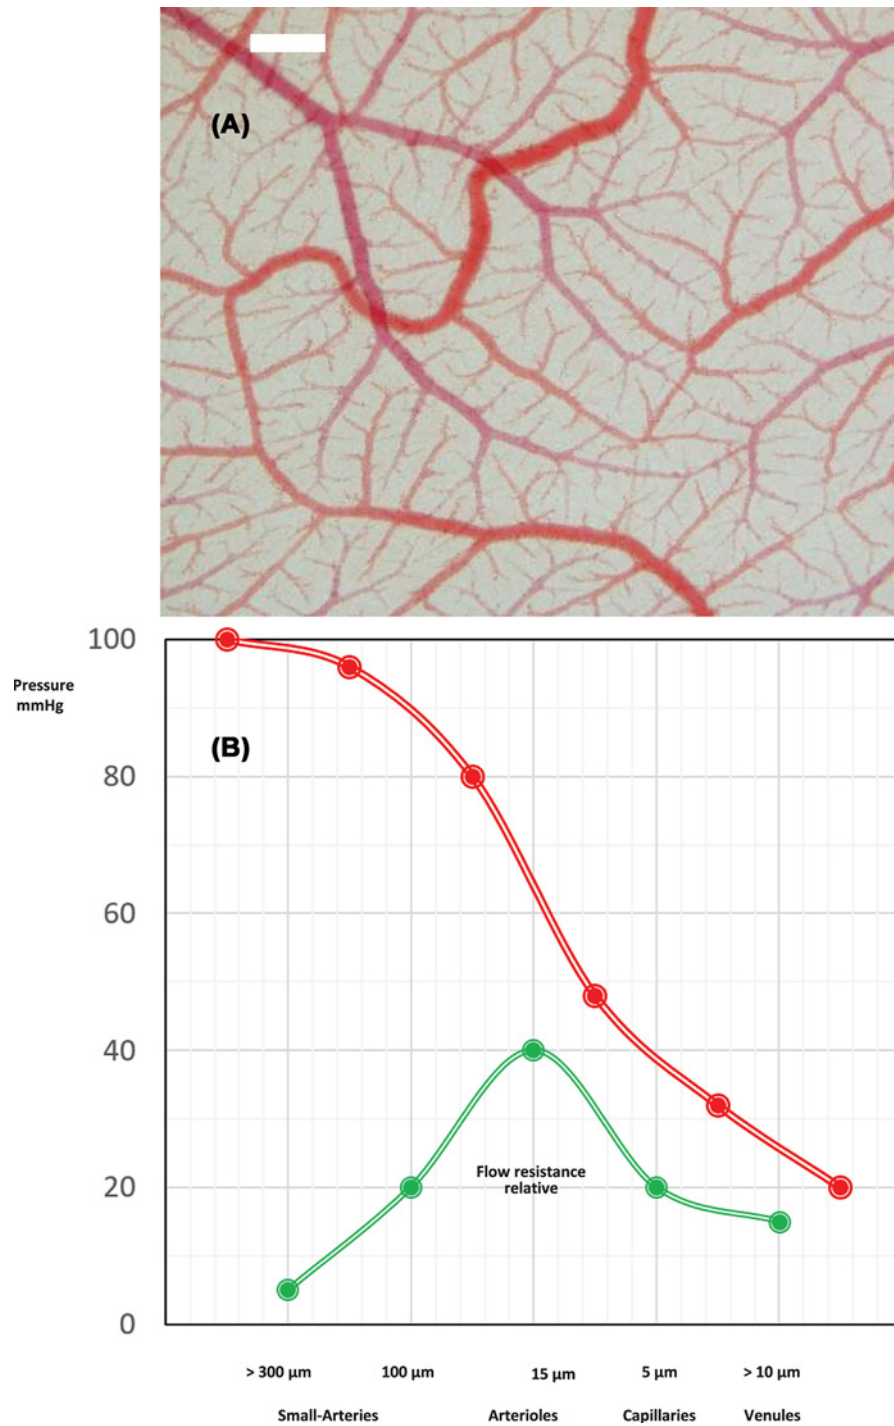 (A)
100
Pressure
mmHg
(B)
80
60
40
Flow resistance
relative
20
0
> 300 µm 100 µm 15 µm 5 µm > 10 µm
Small-Arteries Arterioles Capillaries Venules